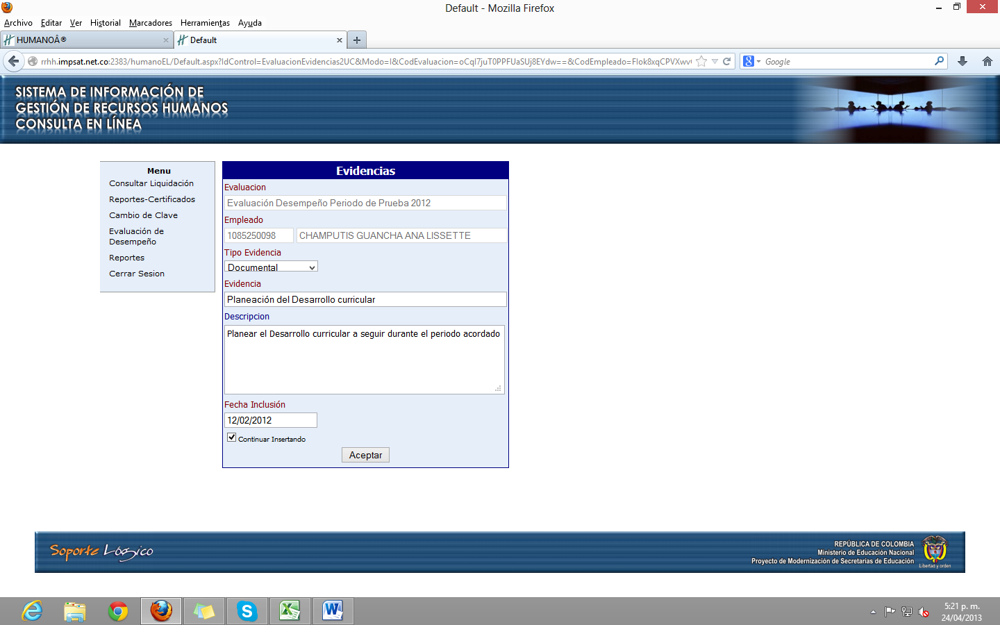 Default - Mozilla Firefox
Archivo Editar Ver Historial Marcadores Herramientas Ayuda
HUMANOÂ® Default
rrhh.impsat.net.co:2383/humanoEL/Default.aspx?IdControl=EvaluacionEvidencias2UC&Modo=I&CodEvaluacion=oCqI7juT0PPFUaSUj8EYdw==&CodEmpleado=Flok8xqCPVXwv Google
SISTEMA DE INFORMACIÓN DE
GESTIÓN DE RECURSOS HUMANOS
CONSULTA EN LÍNEA
Menu
Consultar Liquidación
Reportes-Certificados
Cambio de Clave
Evaluación de
Desempeño
Reportes
Cerrar Sesion
Evidencias
Evaluacion
Evaluación Desempeño Periodo de Prueba 2012
Empleado
1085250098 CHAMPUTIS GUANCHA ANA LISSETTE
Tipo Evidencia
Documental
Evidencia
Planeación del Desarrollo curricular
Descripcion
Planear el Desarrollo curricular a seguir durante el periodo acordado
Fecha Inclusión
12/02/2012
Continuar Insertando
Aceptar
Soporte Lógico
REPÚBLICA DE COLOMBIA
Ministerio de Educación Nacional
Proyecto de Modernización de Secretarias de Educación
Libertad y orden
5:21 p. m.
24/04/2013